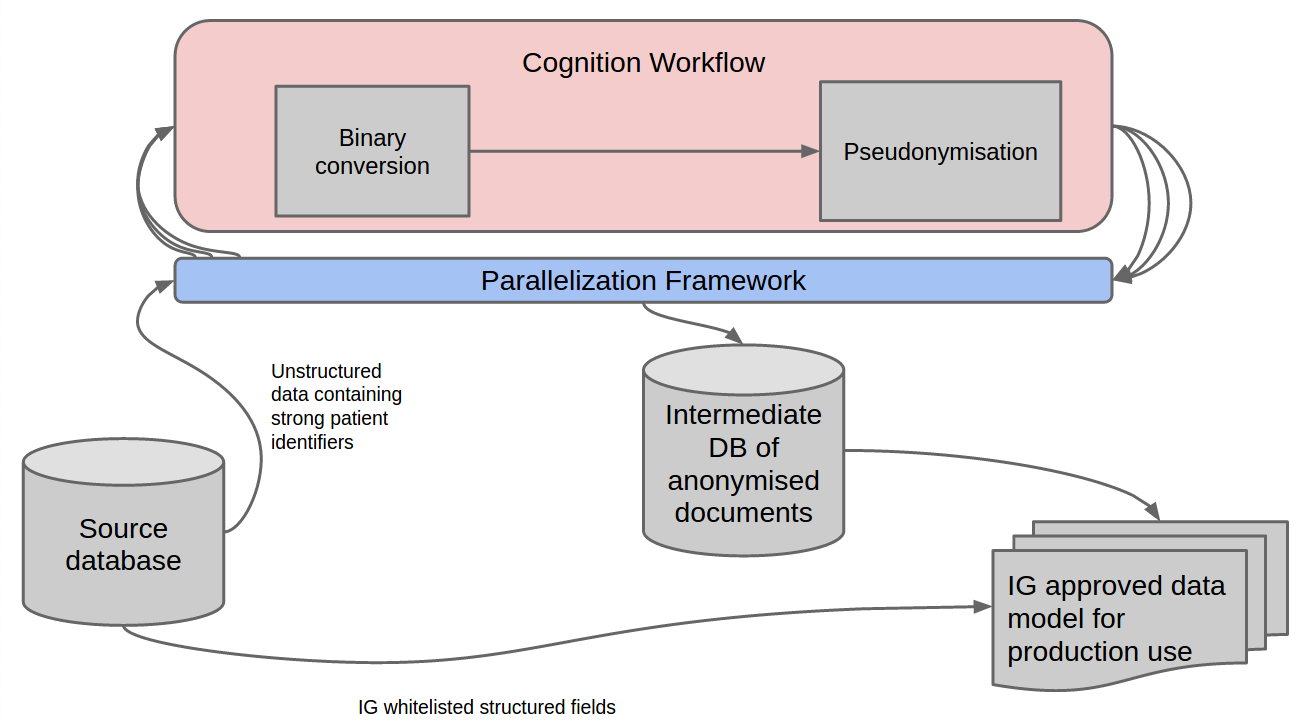 Cognition Workflow
Binary
conversion
Pseudonymisation
Parallelization Framework
Unstructured
data containing
strong patient
identifiers
Intermediate
DB of
anonymised
documents
Source
database
IG approved data
model for
production use
IG whitelisted structured fields